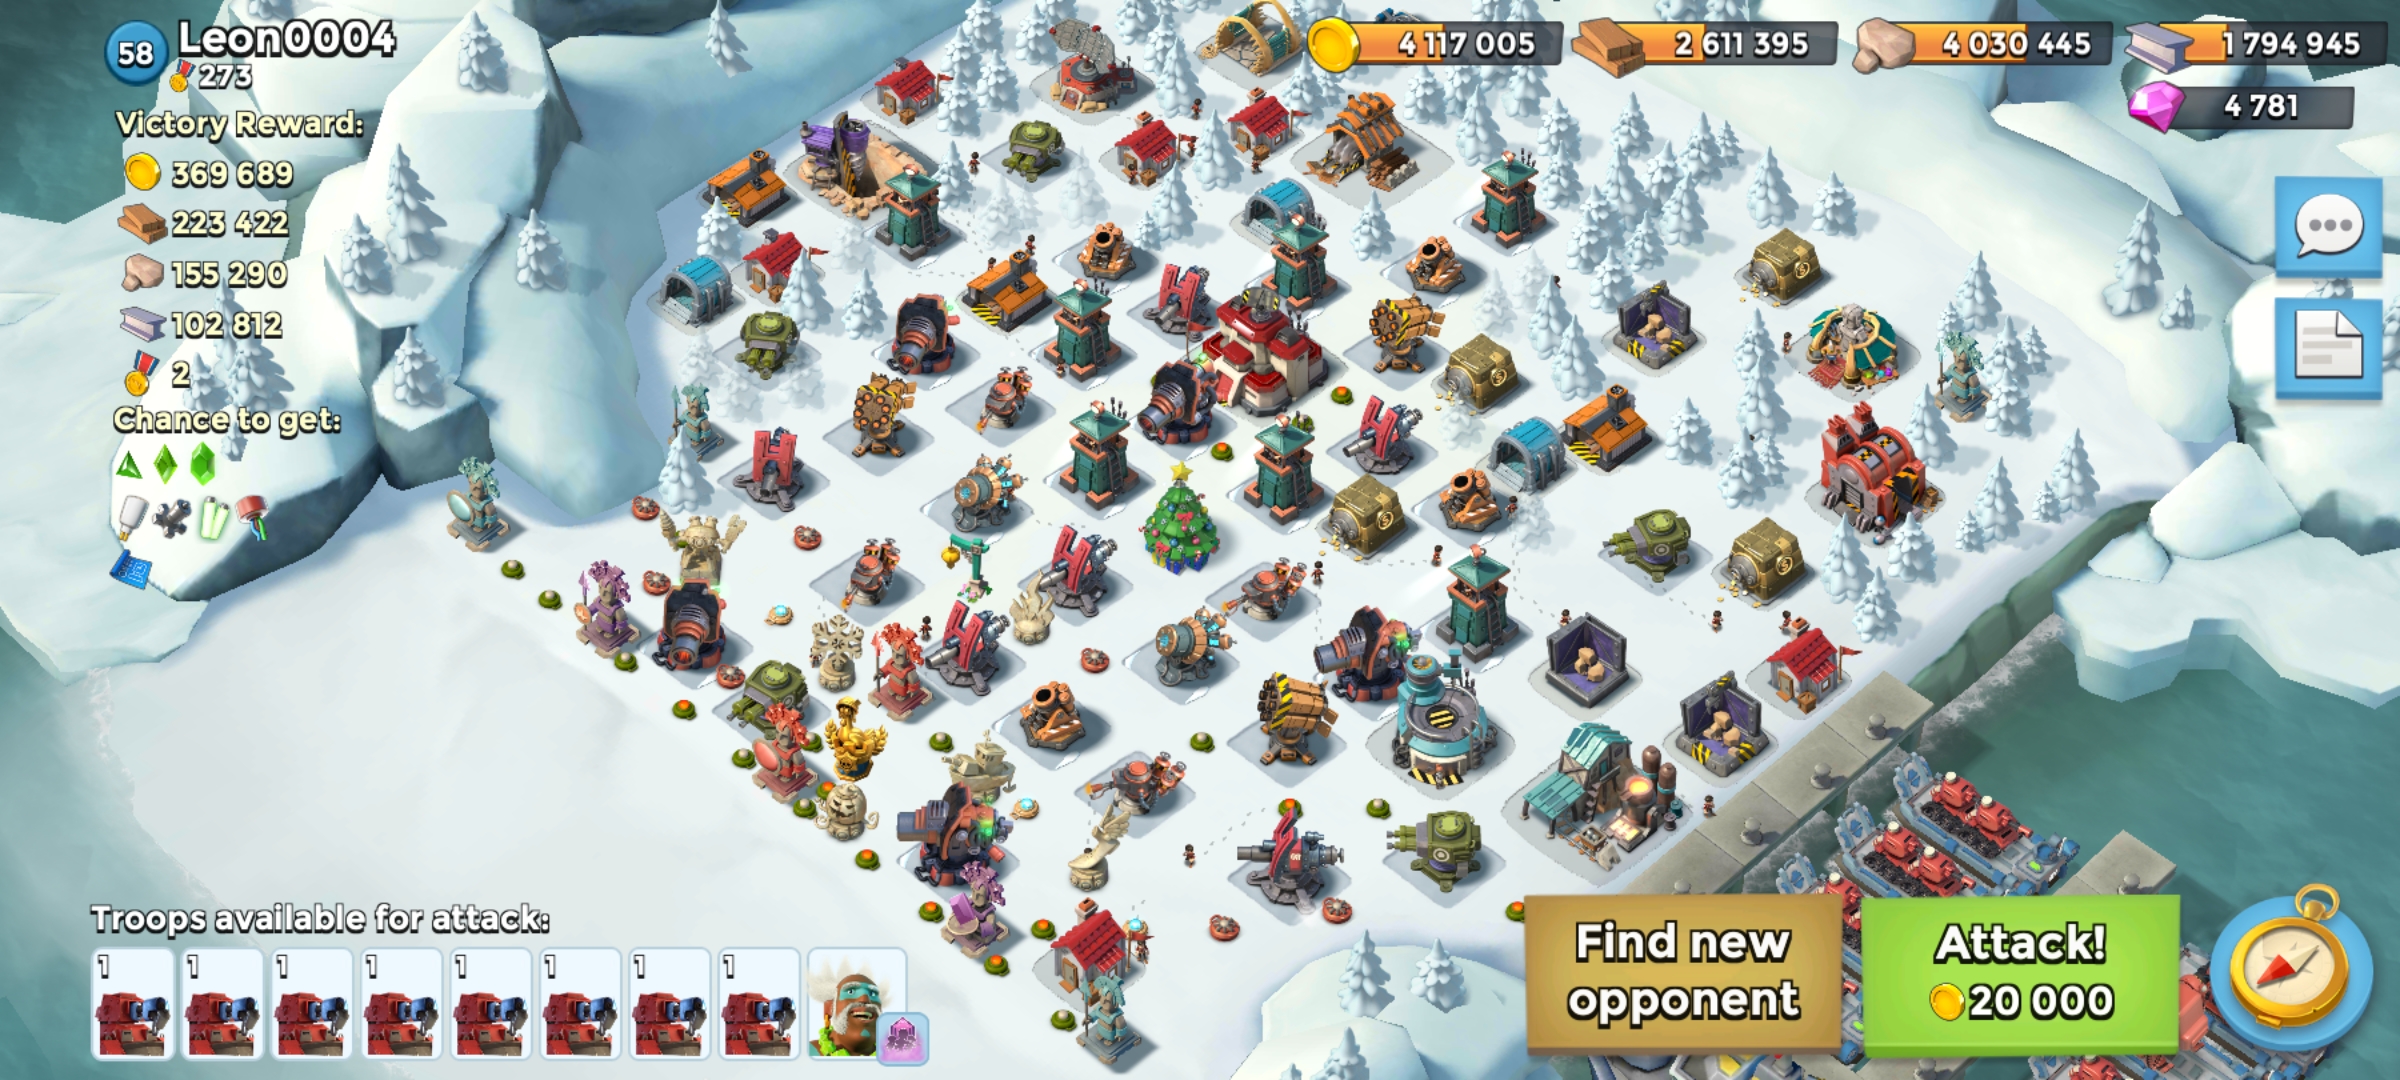 58 Leon0004
273
4 117 005
2 611 395
4 030 445
1 794 945
4 781
Victory Reward:
369 689
223 422
155 290
102 812
2
Chance to get:
Troops available for attack:
1 1 1 1 1 1 1 1
Find new
opponent
Attack!
20 000